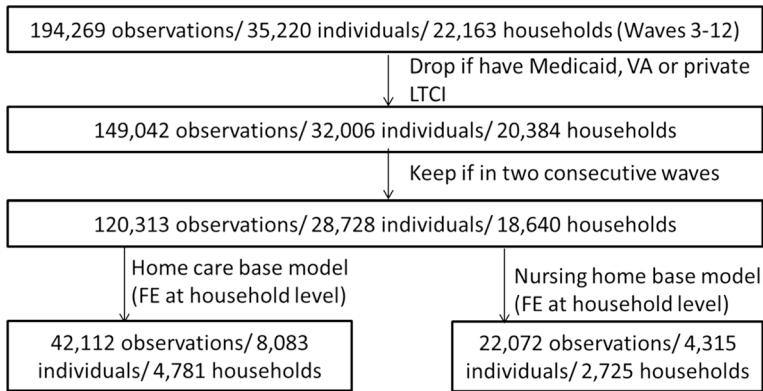 194,269 observations/ 35,220 individuals/ 22,163 households (Waves 3-12)
Drop if have Medicaid, VA or private
LTCI
149,042 observations/ 32,006 individuals/ 20,384 households
Keep if in two consecutive waves
120,313 observations/ 28,728 individuals/ 18,640 households
Home care base model
(FE at household level)
Nursing home base model
(FE at household level)
42,112 observations/ 8,083
individuals/ 4,781 households
22,072 observations/ 4,315
individuals/ 2,725 households